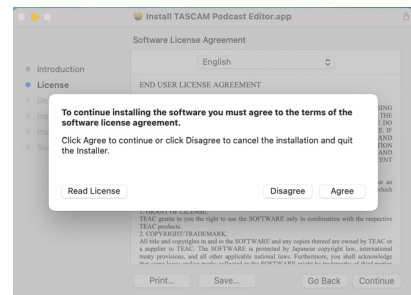 Install TASCAM Podcast Editor.app
Software License Agreement
English
Introduction
License
END USER LICENSE AGREEMENT
To continue installing the software you must agree to the terms of the
software license agreement.
Click Agree to continue or click Disagree to cancel the installation and quit
the Installer.
Read License
Disagree
Agree
1. GRANT OF LICENSE.
TEAC grants to you the right to use the SOFTWARE only in combination with the respective
TEAC products.
2. COPYRIGHT/TRADEMARK.
All title and copyrights in and to the SOFTWARE and any copies thereof are owned by TEAC or
a supplier to TEAC. The SOFTWARE is protected by Japanese copyright law, international
treaty provisions, and all other applicable national laws. Furthermore, you shall acknowledge
Print...
Save...
Go Back
Continue